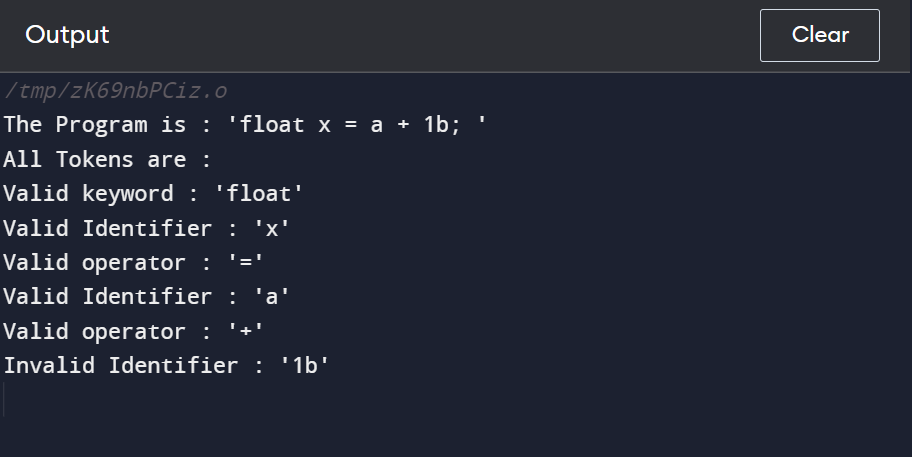 Output
Clear
/tmp/zK69nbPCiz.o
The Program is : 'float x = a + 1b; '
All Tokens are :
Valid keyword : 'float'
Valid Identifier : 'x'
Valid operator : '='
Valid Identifier : 'a'
Valid operator : '+'
Invalid Identifier : '1b'